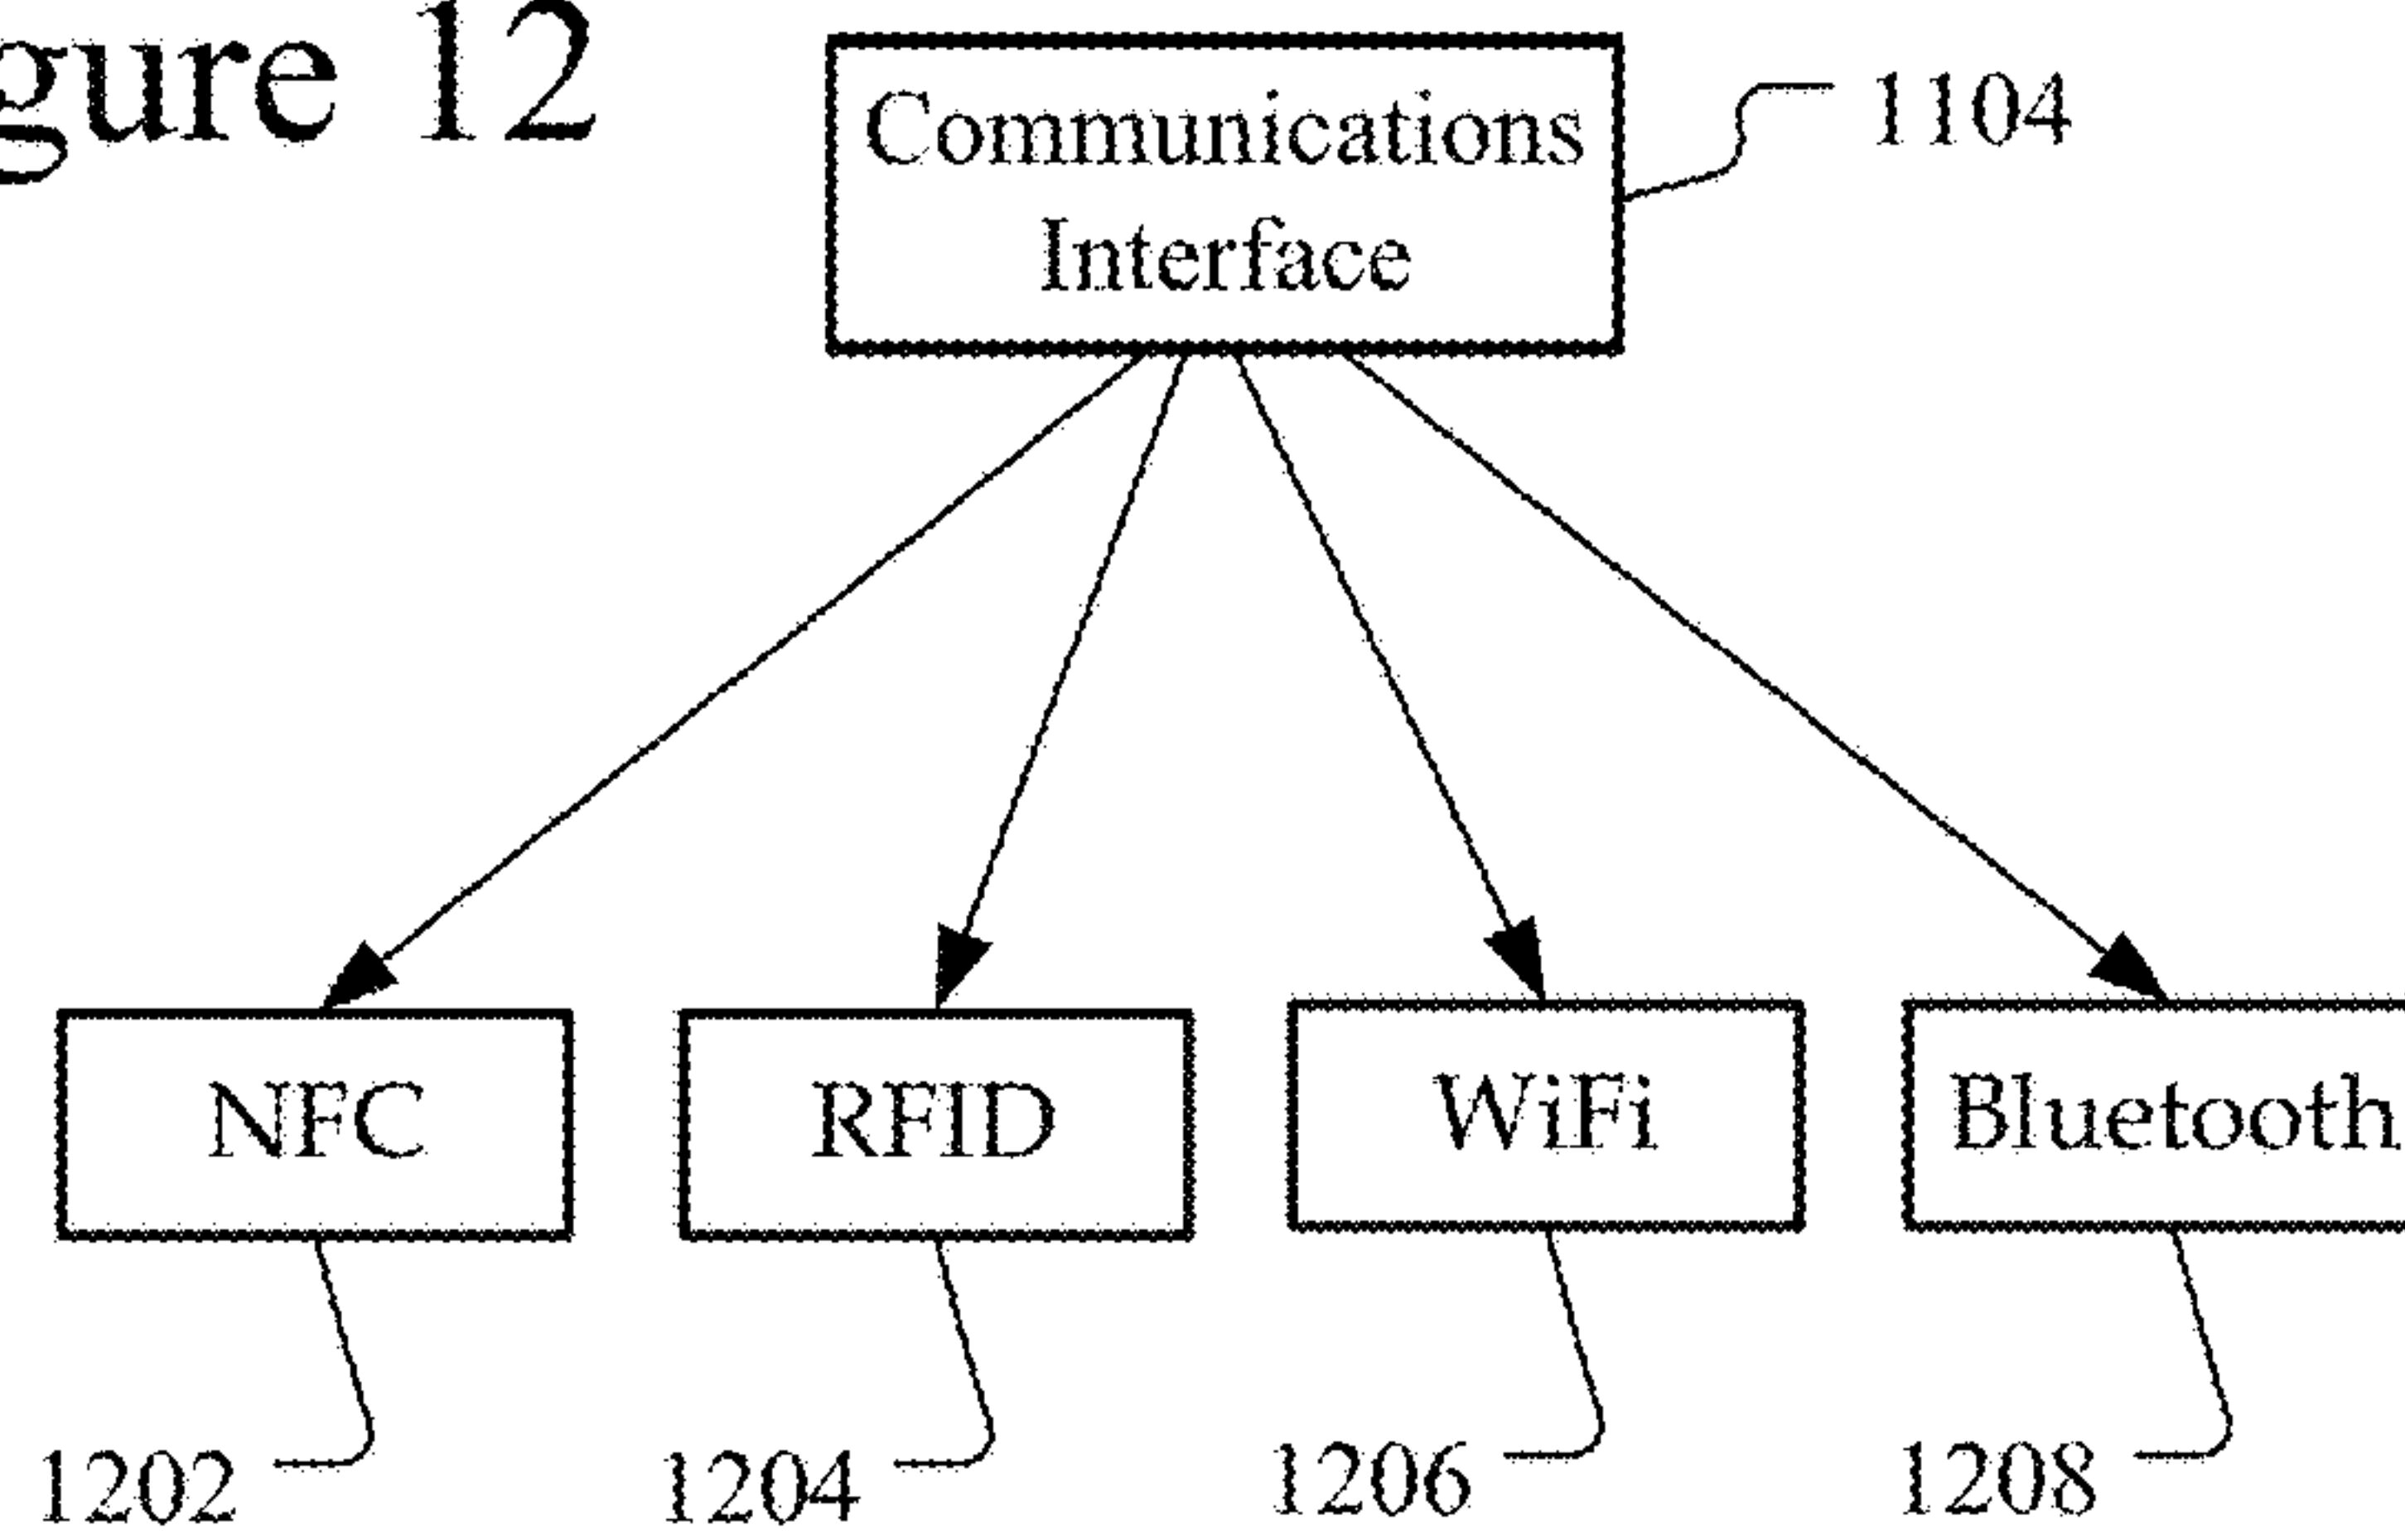 gure 12
Communications
Interface
1104
NFC
RFID
WiFi
Bluetooth
1202
1204
1206
1208